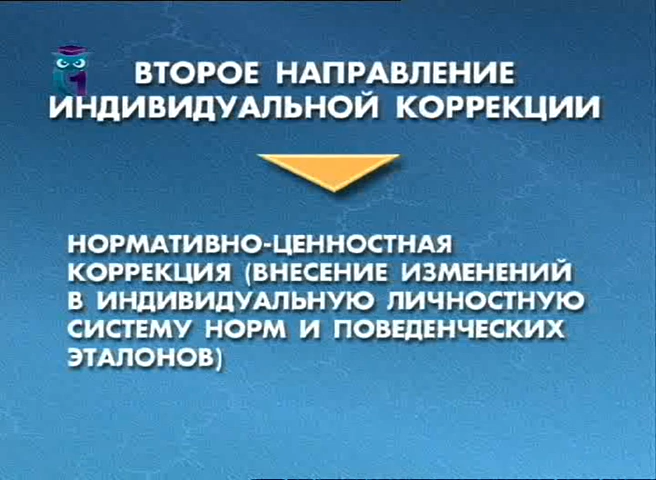 ВТОРОЕ НАПРАВЛЕНИЕ
ИНДИВИДУАЛЬНОЙ КОРРЕКЦИИ
НОРМАТИВНО-ЦЕННОСТНАЯ
КОРРЕКЦИЯ (ВНЕСЕНИЕ ИЗМЕНЕНИЙ
В ИНДИВИДУАЛЬНУЮ ЛИЧНОСТНУЮ
СИСТЕМУ НОРМ И ПОВЕДЕНЧЕСКИХ
ЭТАЛОНОВ)